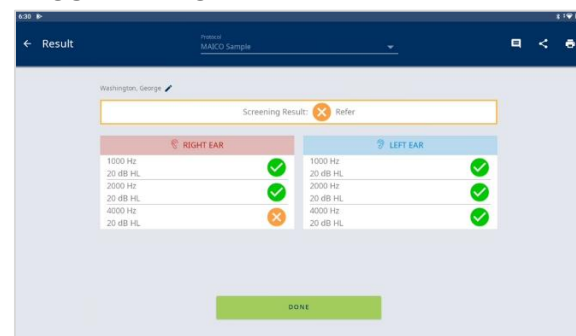 6:30
Result
Protocol
MAICO Sample
Washington, George
Screening Result: Refer
RIGHT EAR
1000 Hz
20 dB HL
2000 Hz
20 dB HL
4000 Hz
20 dB HL
LEFT EAR
1000 Hz
20 dB HL
2000 Hz
20 dB HL
4000 Hz
20 dB HL
DONE